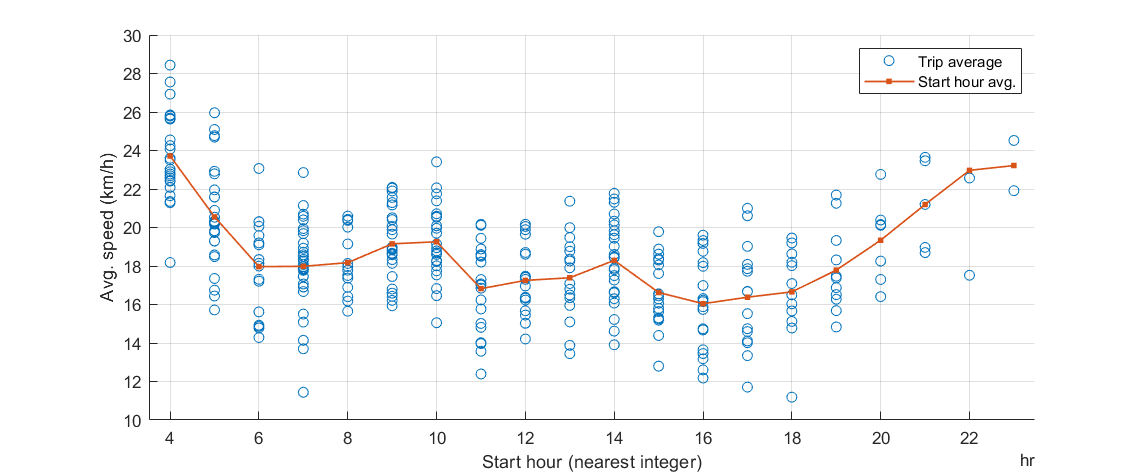 30
28
26
24
22
20
18
16
14
12
10
Avg. speed (km/h)
Trip average
Start hour avg.
4 6 8 10 12 14 16 18 20 22
hr
Start hour (nearest integer)